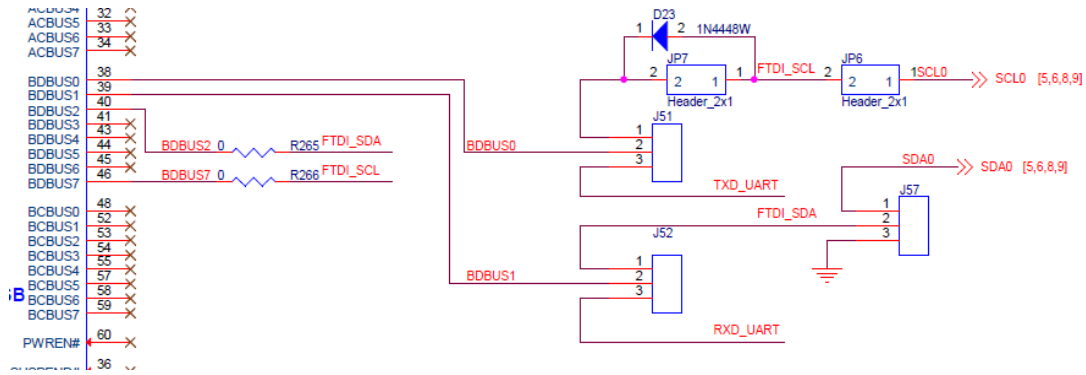 ACBUS4 32
ACBUS5 33
ACBUS6 34
ACBUS7
BDBUS0 38
BDBUS1 39
BDBUS2 40
BDBUS3 41
BDBUS4 43
BDBUS5 44
BDBUS6 45
BDBUS7 46
BCBUS0 48
BCBUS1 52
BCBUS2 53
BCBUS3 54
BCBUS4 55
BCBUS5 57
BCBUS6 58
BCBUS7 59
PWREN# 60
36
SB
BDBUS2 0 R265 FTDI_SDA
BDBUS7 0 R266 FTDI_SCL
BDBUS0
BDBUS1
D23
1 2 1N4448W
JP7
2 2 1 1
Header_2x1
FTDI_SCL
JP6
2 2 1 1
Header_2x1
SCL0
SCL0 [5,6,8,9]
J51
1
2
3
TXD_UART
SDA0
SDA0 [5,6,8,9]
J57
FTDI_SDA
1
2
3
J52
1
2
3
RXD_UART